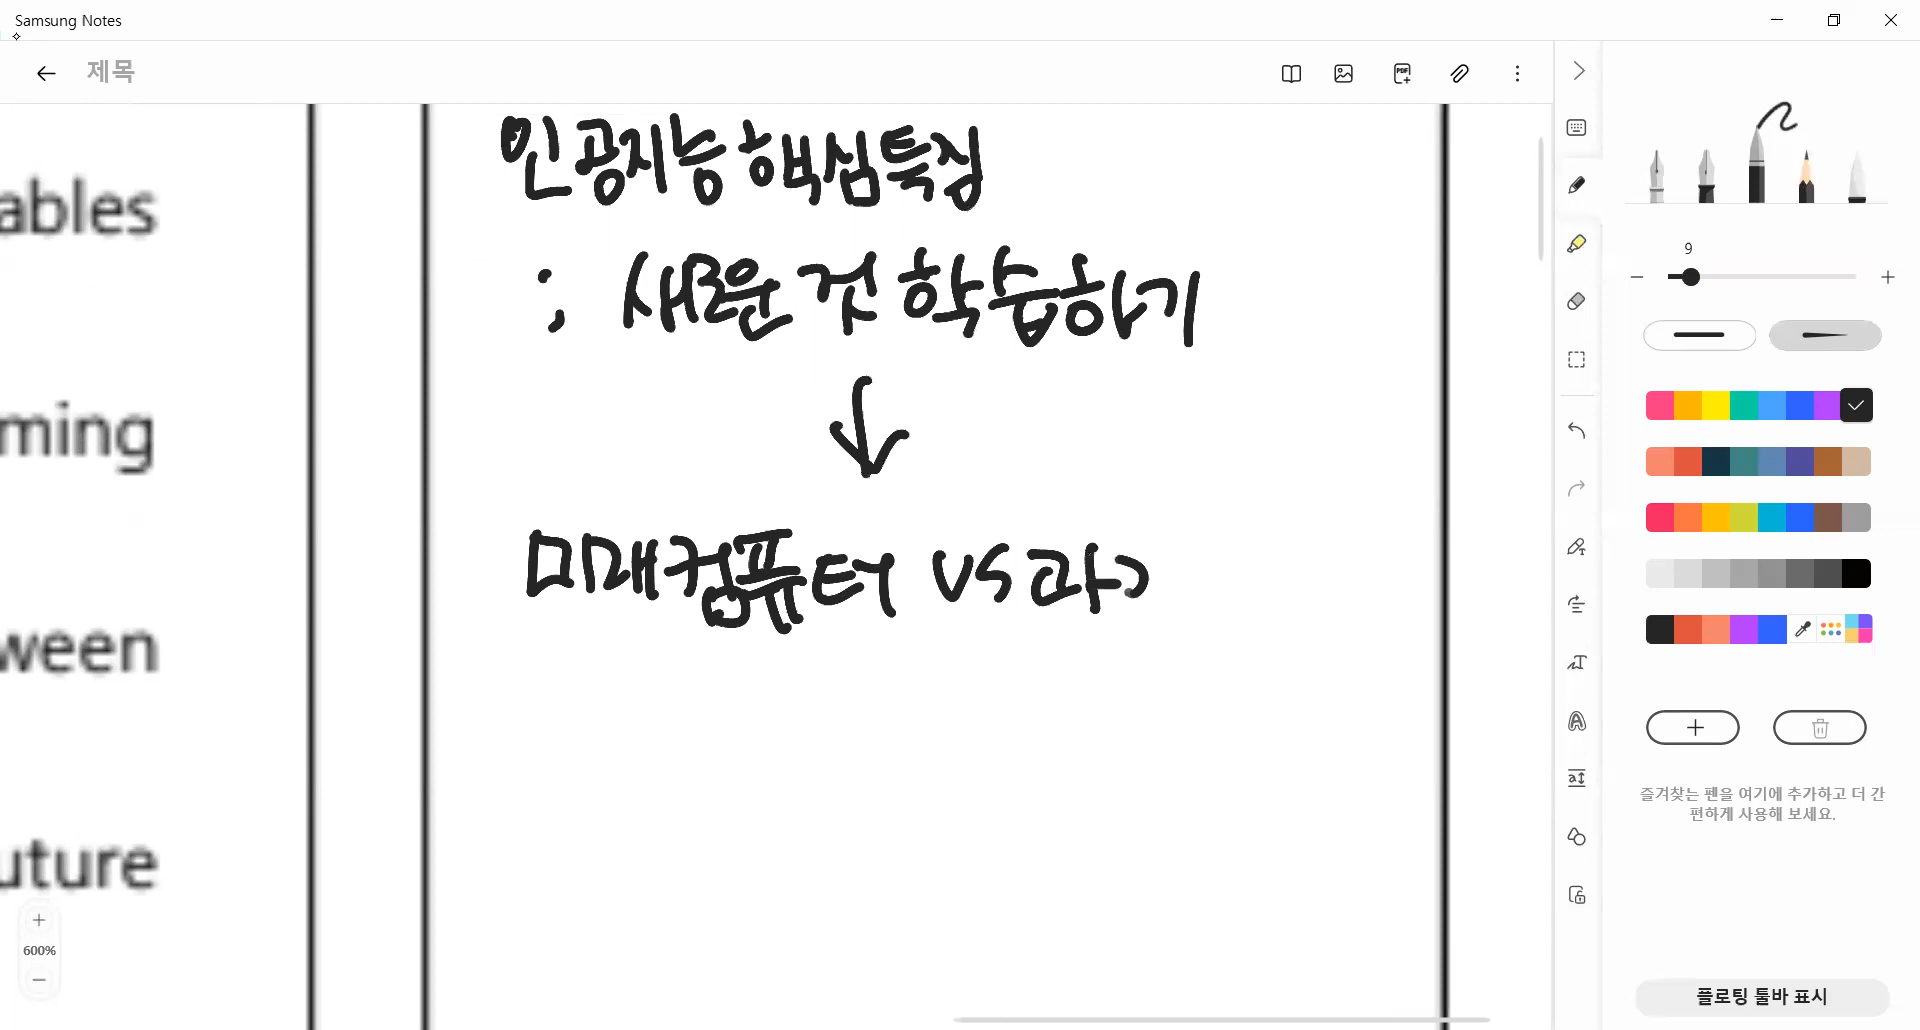 Samsung Notes
제목
인공지능 핵심특집
: 새로운 것 학습하기
↓
미래컴퓨터 VS 과
ables
ming
ween
uture
+
600%
−
9
− +
+
즐겨찾는 펜을 여기에 추가하고 더 간
편하게 사용해 보세요.
플로팅 툴바 표시